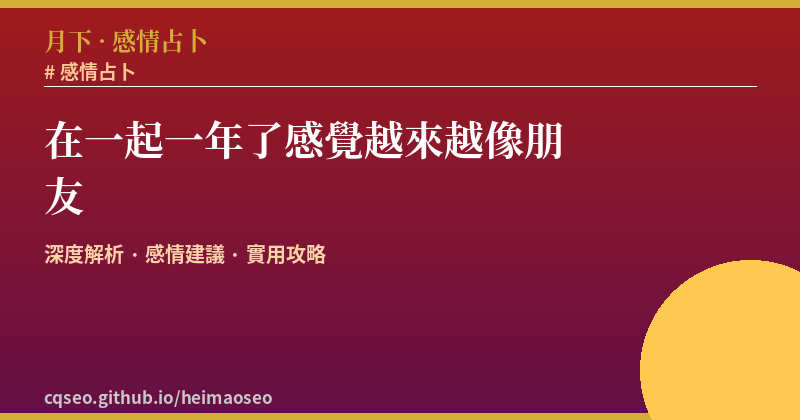 月下 · 感情占卜
# 感情占卜
在一起一年了感覺越來越像朋
友
深度解析 · 感情建議 · 實用攻略
cqseo.github.io/heimaoseo